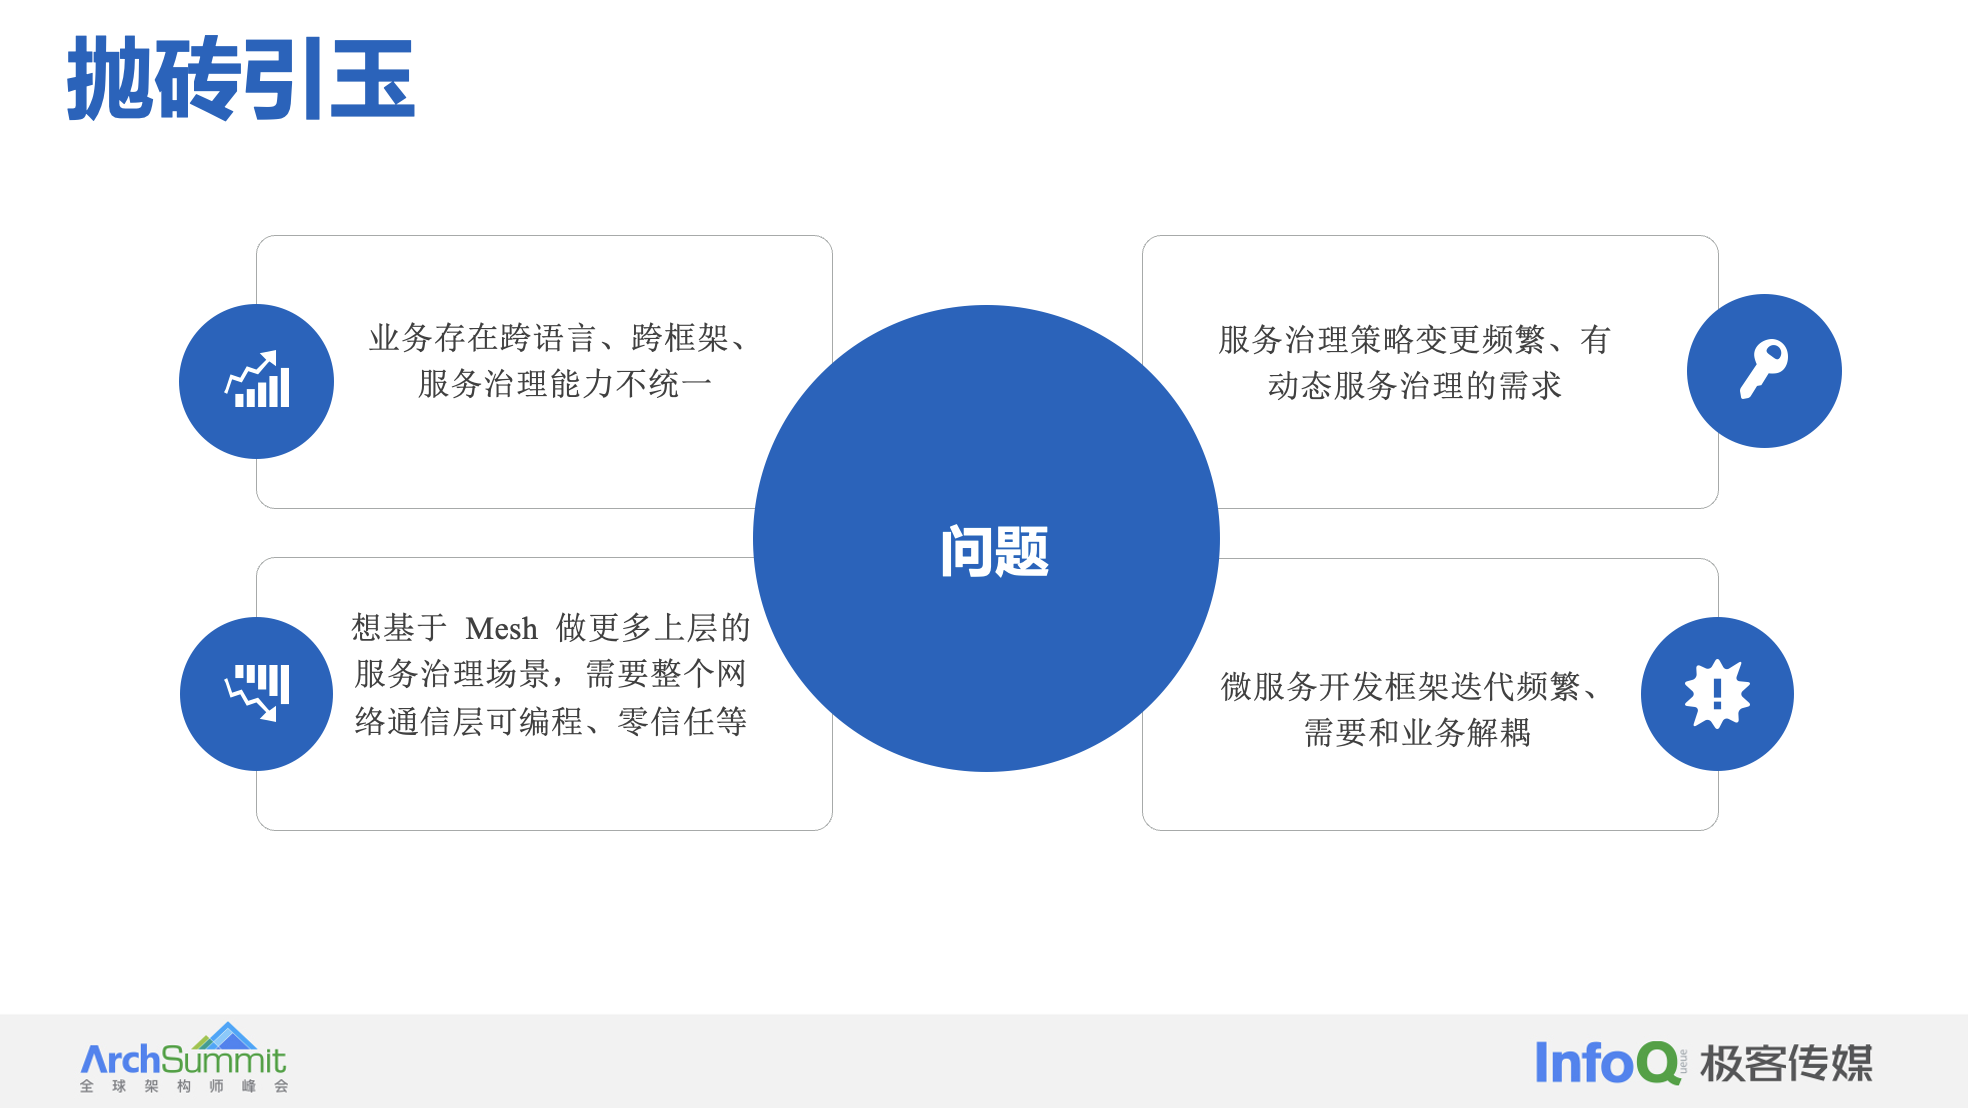 抛砖引玉
业务存在跨语言、跨框架、
服务治理能力不统一
服务治理策略变更频繁、有
动态服务治理的需求
问题
想基于 Mesh 做更多上层的
服务治理场景，需要整个网
络通信层可编程、零信任等
微服务开发框架迭代频繁、
需要和业务解耦
ArchSummit
全球架构师峰会
InfoQueue 极客传媒